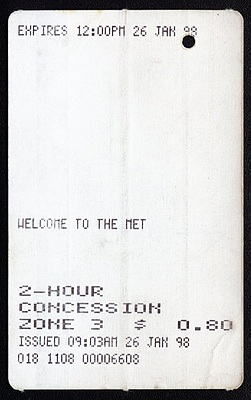 EXPIRES 12:00PM 26 JAN 98
WELCOME TO THE MET
2-HOUR
CONCESSION
ZONE 3 $ 0.80
ISSUED 09:03AM 26 JAN 98
018 1108 00006608